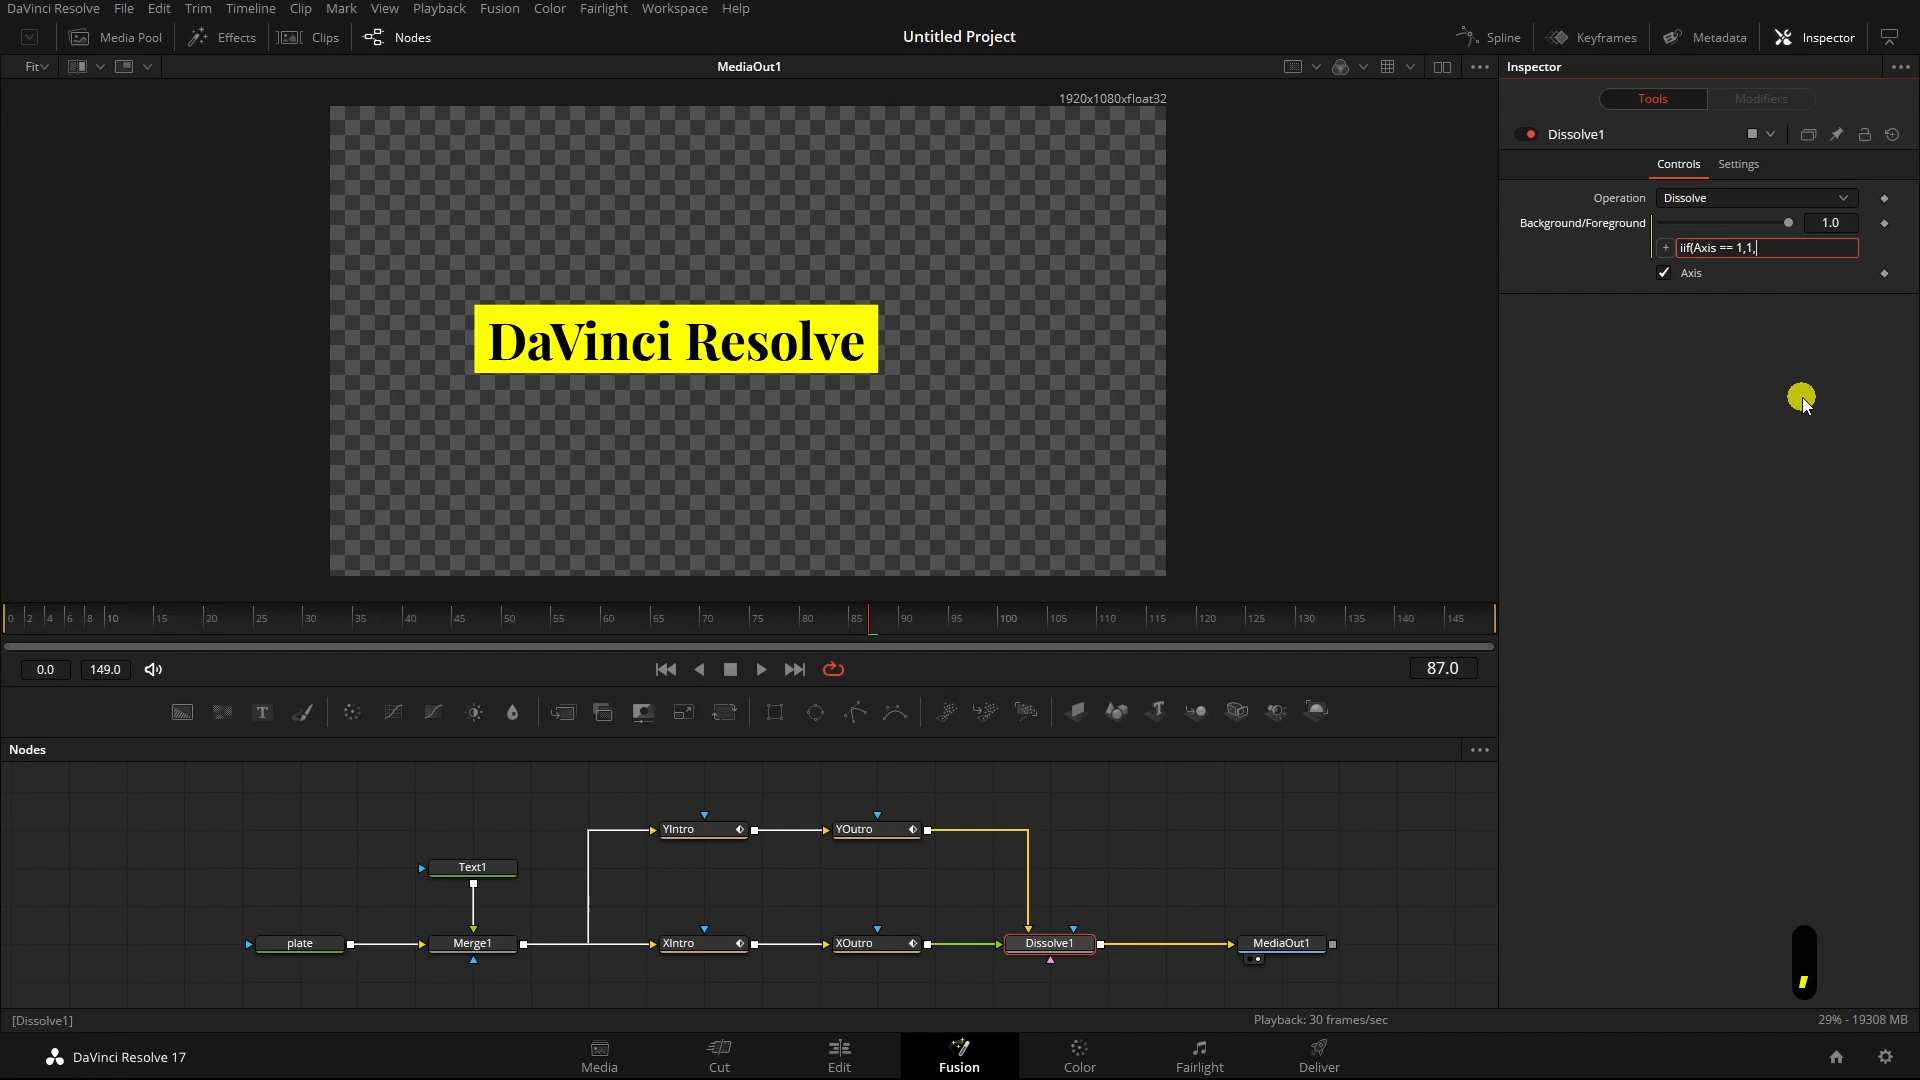 DaVinci Resolve File Edit Trim Timeline Clip Mark View Playback Fusion Color Fairlight Workspace Help
Media Pool Effects Clips Nodes Untitled Project Spline Keyframes Metadata Inspector
Fit MediaOut1 Inspector
1920x1080xfloat32
Tools Modifiers
Dissolve1
Controls Settings
Operation Dissolve
Background/Foreground 1.0
iif(Axis == 1,1,
Axis
DaVinci Resolve
0 2 4 6 8 10 15 20 25 30 35 40 45 50 55 60 65 70 75 80 85 90 95 100 105 110 115 120 125 130 135 140 145
0.0 149.0 87.0
Nodes
YIntro YOutro
Text1
plate Merge1 XIntro XOutro Dissolve1 MediaOut1
,
[Dissolve1] Playback: 30 frames/sec 29% - 19308 MB
DaVinci Resolve 17 Media Cut Edit Fusion Color Fairlight Deliver